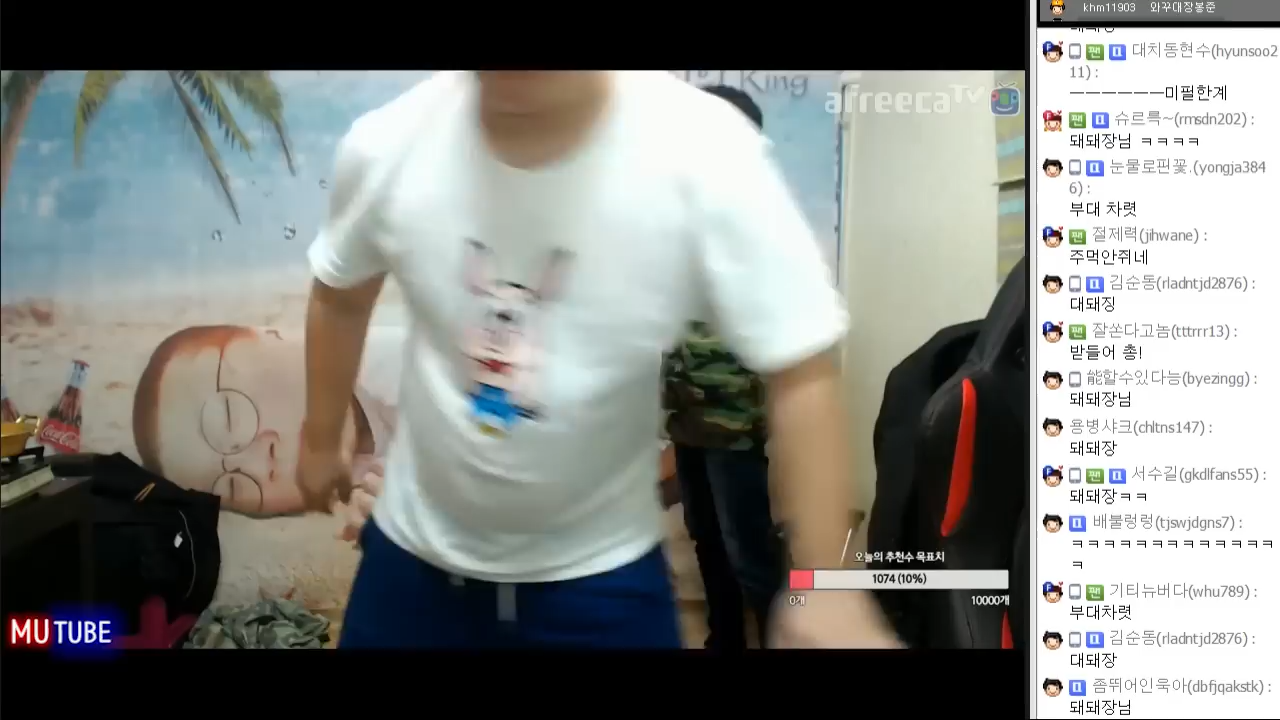 King
afreecaTV
Coca-Cola
오늘의 추천수 목표치
1074 (10%)
0개
10000개
MUTUBE
khm11903 와꾸대장봉준
대치동현수(hyunsoo2
11) :
ㅡㅡㅡㅡㅡㅡ미필한계
슈르륵~(rmsdn202) :
돼돼장님 ㅋㅋㅋㅋ
눈물로핀꽃.(yongja384
6) :
부대 차렷
절제력(jihwane) :
주먹안쥐네
김순동(rladntjd2876) :
대돼징
잘쏜다고놈(tttrrr13) :
받들어 총!
能할수있다능(byezingg) :
돼돼장님
용병샤크(chltns147) :
돼돼장
서수길(gkdlfans55) :
돼돼장ㅋㅋ
배불렁렁(tjswjdgns7) :
ㅋㅋㅋㅋㅋㅋㅋㅋㅋㅋㅋㅋㅋ
ㅋ
기티뉴버다(whu789) :
부대차렷
김순동(rladntjd2876) :
대돼장
좀뛰어인욱아(dbfjqakstk) :
돼돼장님